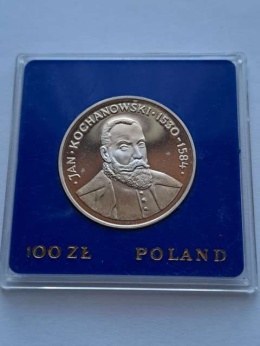 · JAN · KOCHANOWSKI · 1530-1584 ·
100 ZŁ POLAND